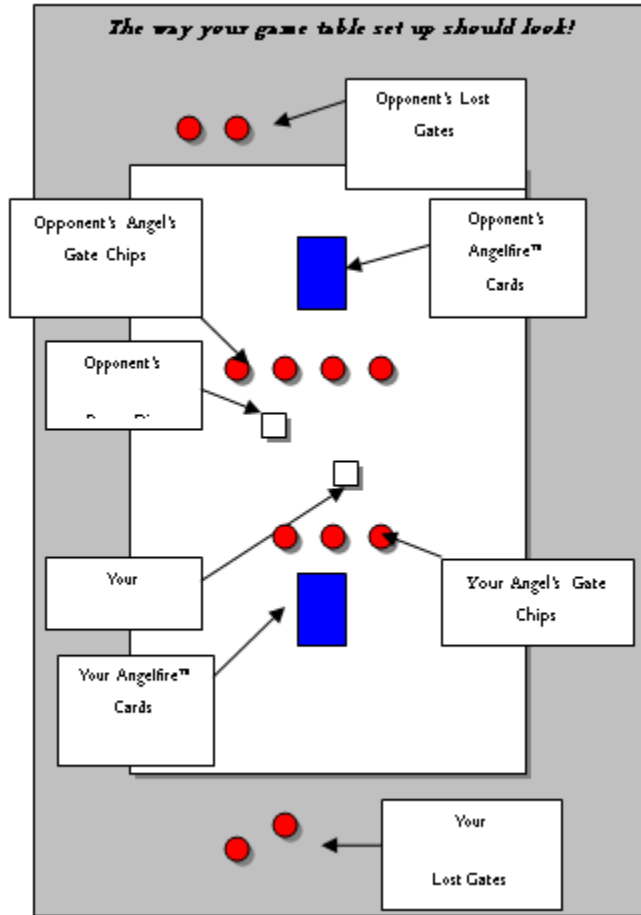 The way your game table set up should look!
Opponent's Lost
Gates
Opponent's Angel's
Gate Chips
Opponent's
Angelfire™
Cards
Opponent's
Your
Your Angel's Gate
Chips
Your Angelfire™
Cards
Your
Lost Gates